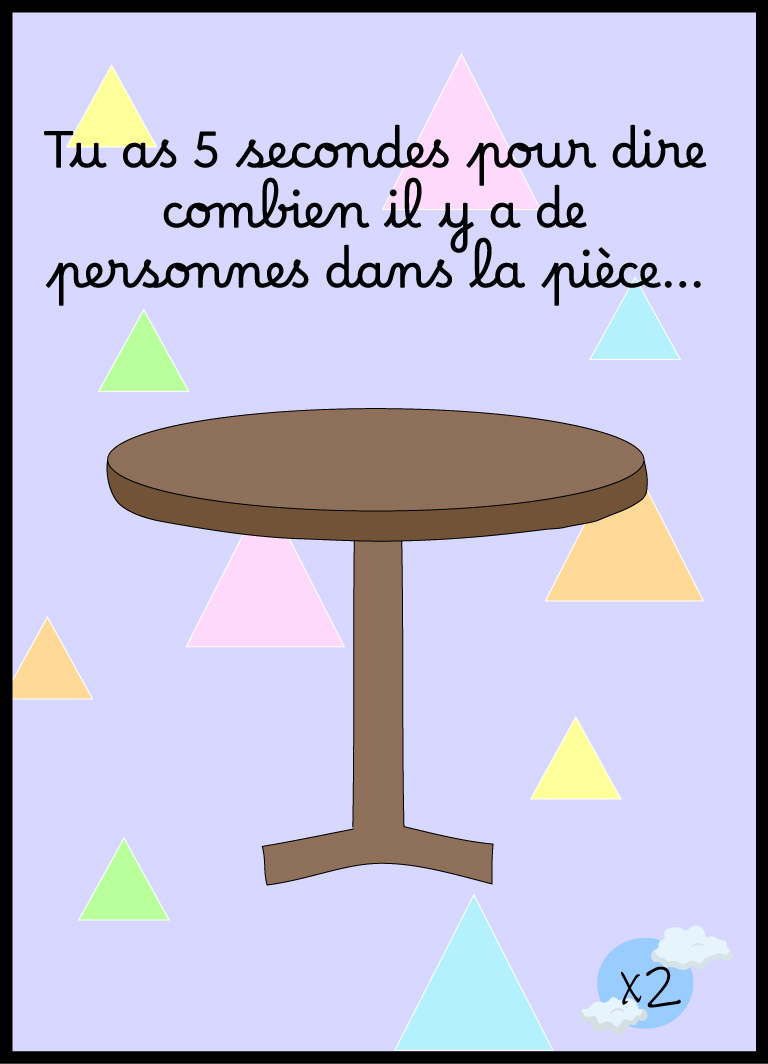 Tu as 5 secondes pour dire
combien il y a de
personnes dans la pièce...
x2